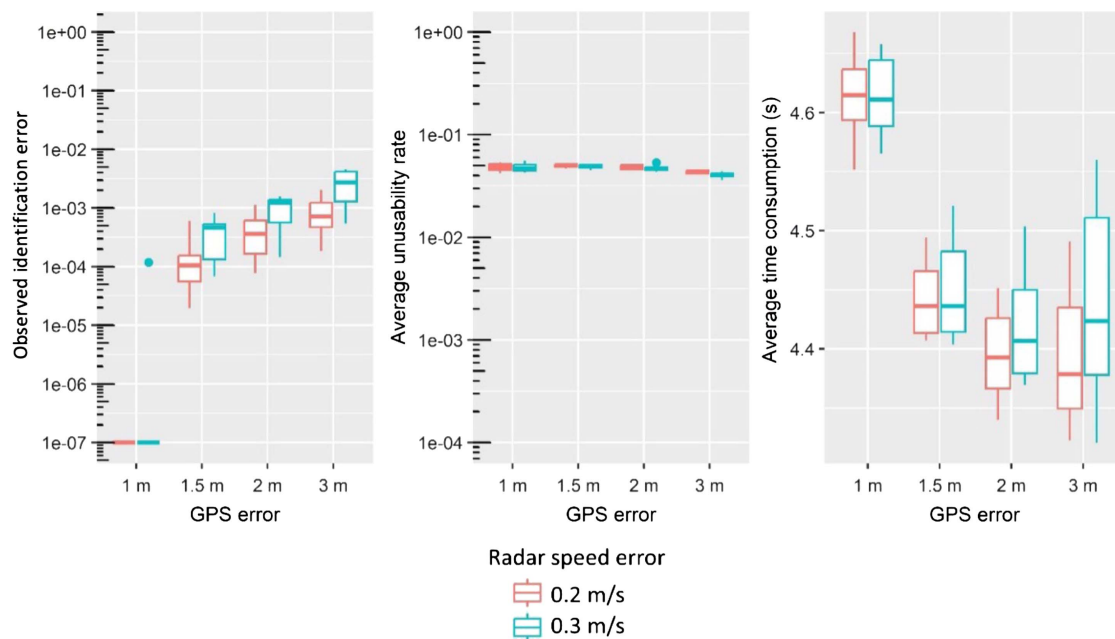 Observed identification error
1e+00
1e-01
1e-02
1e-03
1e-04
1e-05
1e-06
1e-07
1 m
1.5 m
2 m
3 m
GPS error
Average unusability rate
1e+00
1e-01
1e-02
1e-03
1e-04
1 m
1.5 m
2 m
3 m
GPS error
Average time consumption (s)
4.6
4.5
4.4
1 m
1.5 m
2 m
3 m
GPS error
Radar speed error
0.2 m/s
0.3 m/s